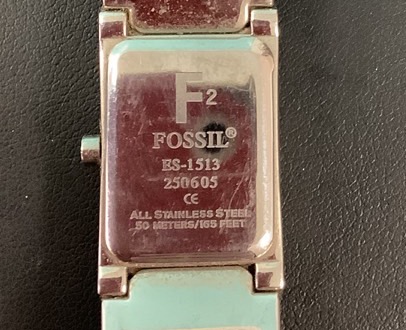 F2
FOSSIL®
ES-1513
250605
CE
ALL STAINLESS STEEL
50 METERS/165 FEET